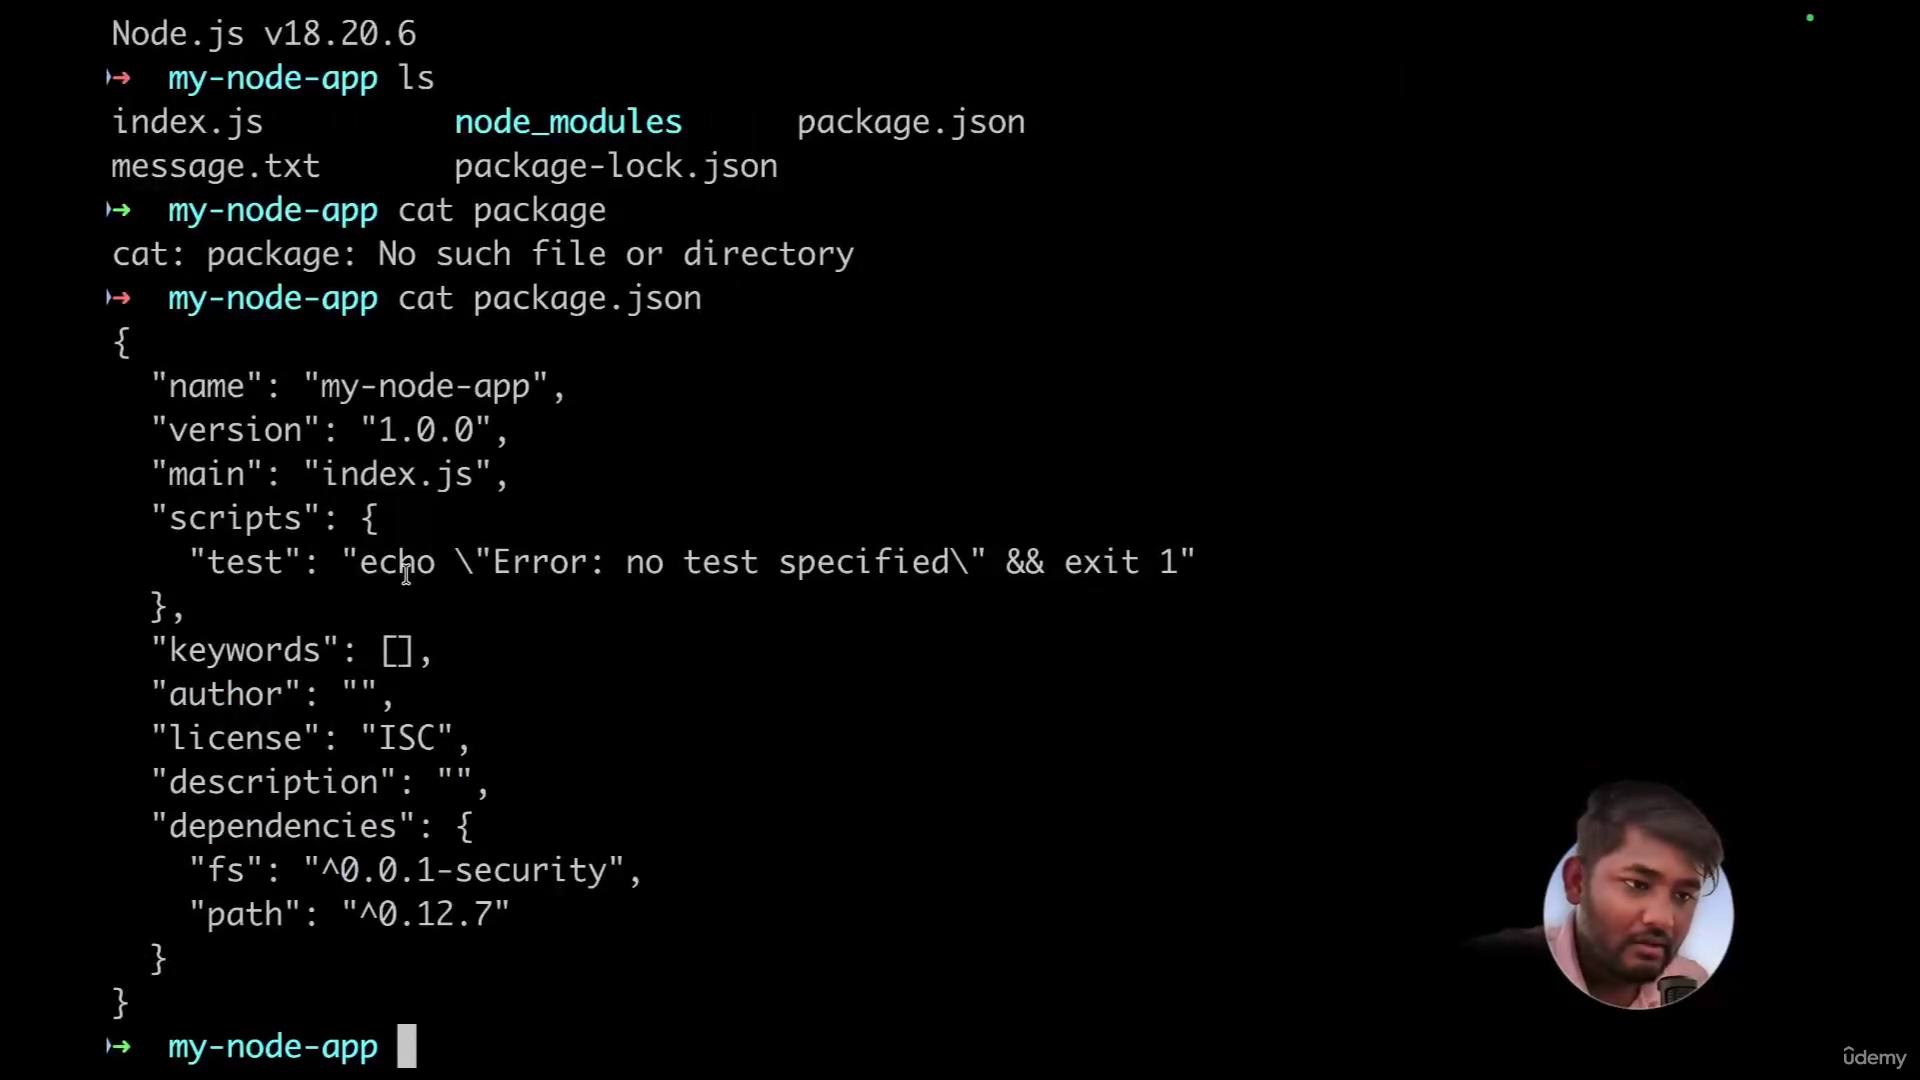 Node.js v18.20.6
➜ my-node-app ls
index.js node_modules package.json
message.txt package-lock.json
➜ my-node-app cat package
cat: package: No such file or directory
➜ my-node-app cat package.json
{
"name": "my-node-app",
"version": "1.0.0",
"main": "index.js",
"scripts": {
"test": "echo \"Error: no test specified\" && exit 1"
},
"keywords": [],
"author": "",
"license": "ISC",
"description": "",
"dependencies": {
"fs": "^0.0.1-security",
"path": "^0.12.7"
}
}
➜ my-node-app
ûdemy